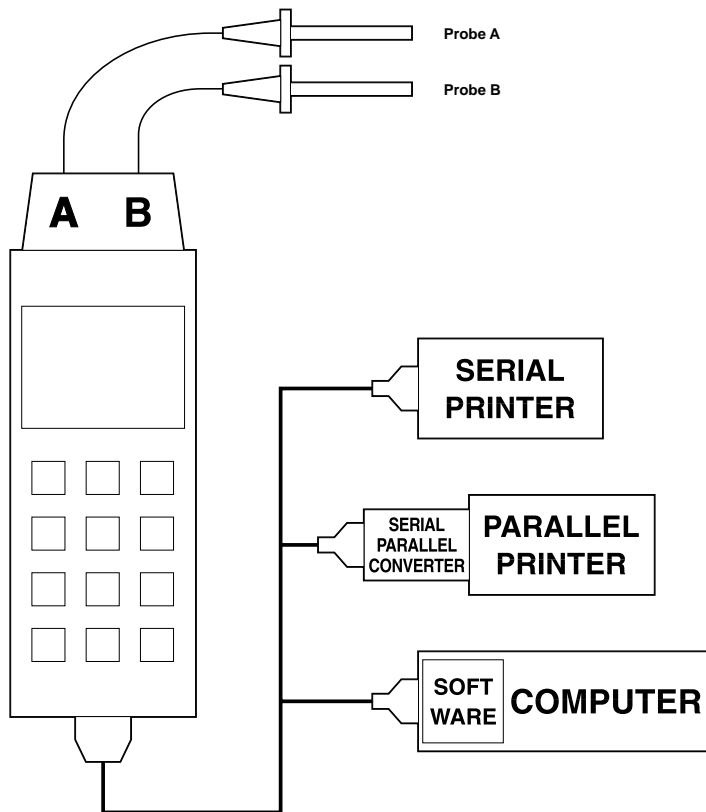 Probe A
Probe B
A B
SERIAL
PRINTER
SERIAL
PARALLEL
CONVERTER
PARALLEL
PRINTER
SOFT
WARE
COMPUTER